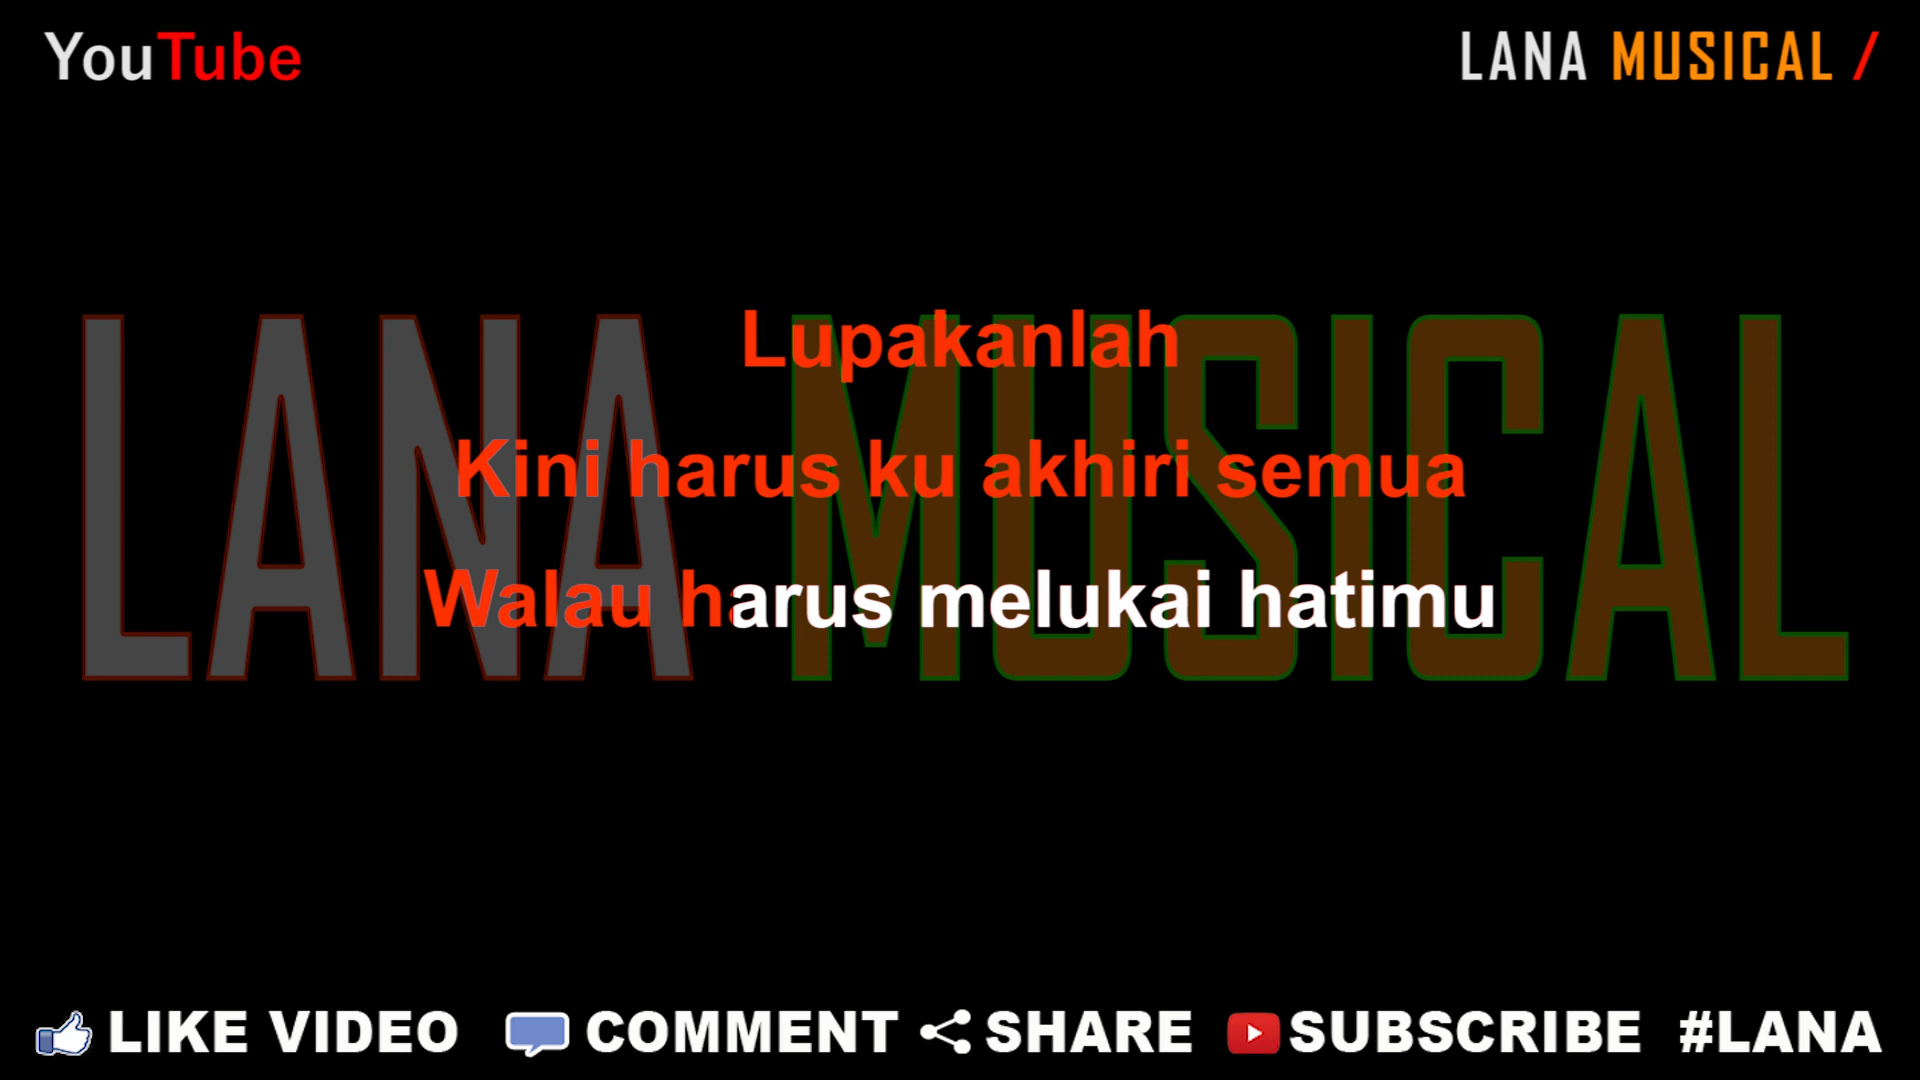 YouTube
LANA MUSICAL /
LANA MUSICAL
Lupakanlah
Kini harus ku akhiri semua
Walau harus melukai hatimu
LIKE VIDEO COMMENT SHARE SUBSCRIBE #LANA